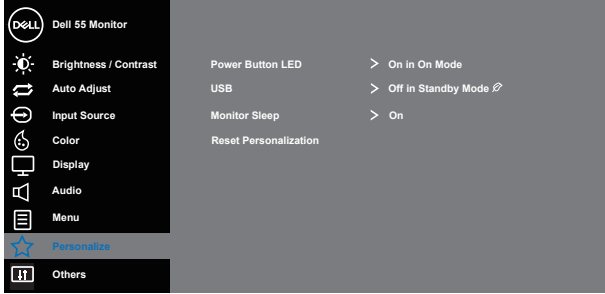 DELL Dell 55 Monitor
Brightness / Contrast
Auto Adjust
Input Source
Color
Display
Audio
Menu
Personalize
Others
Power Button LED > On in On Mode
USB > Off in Standby Mode
Monitor Sleep > On
Reset Personalization